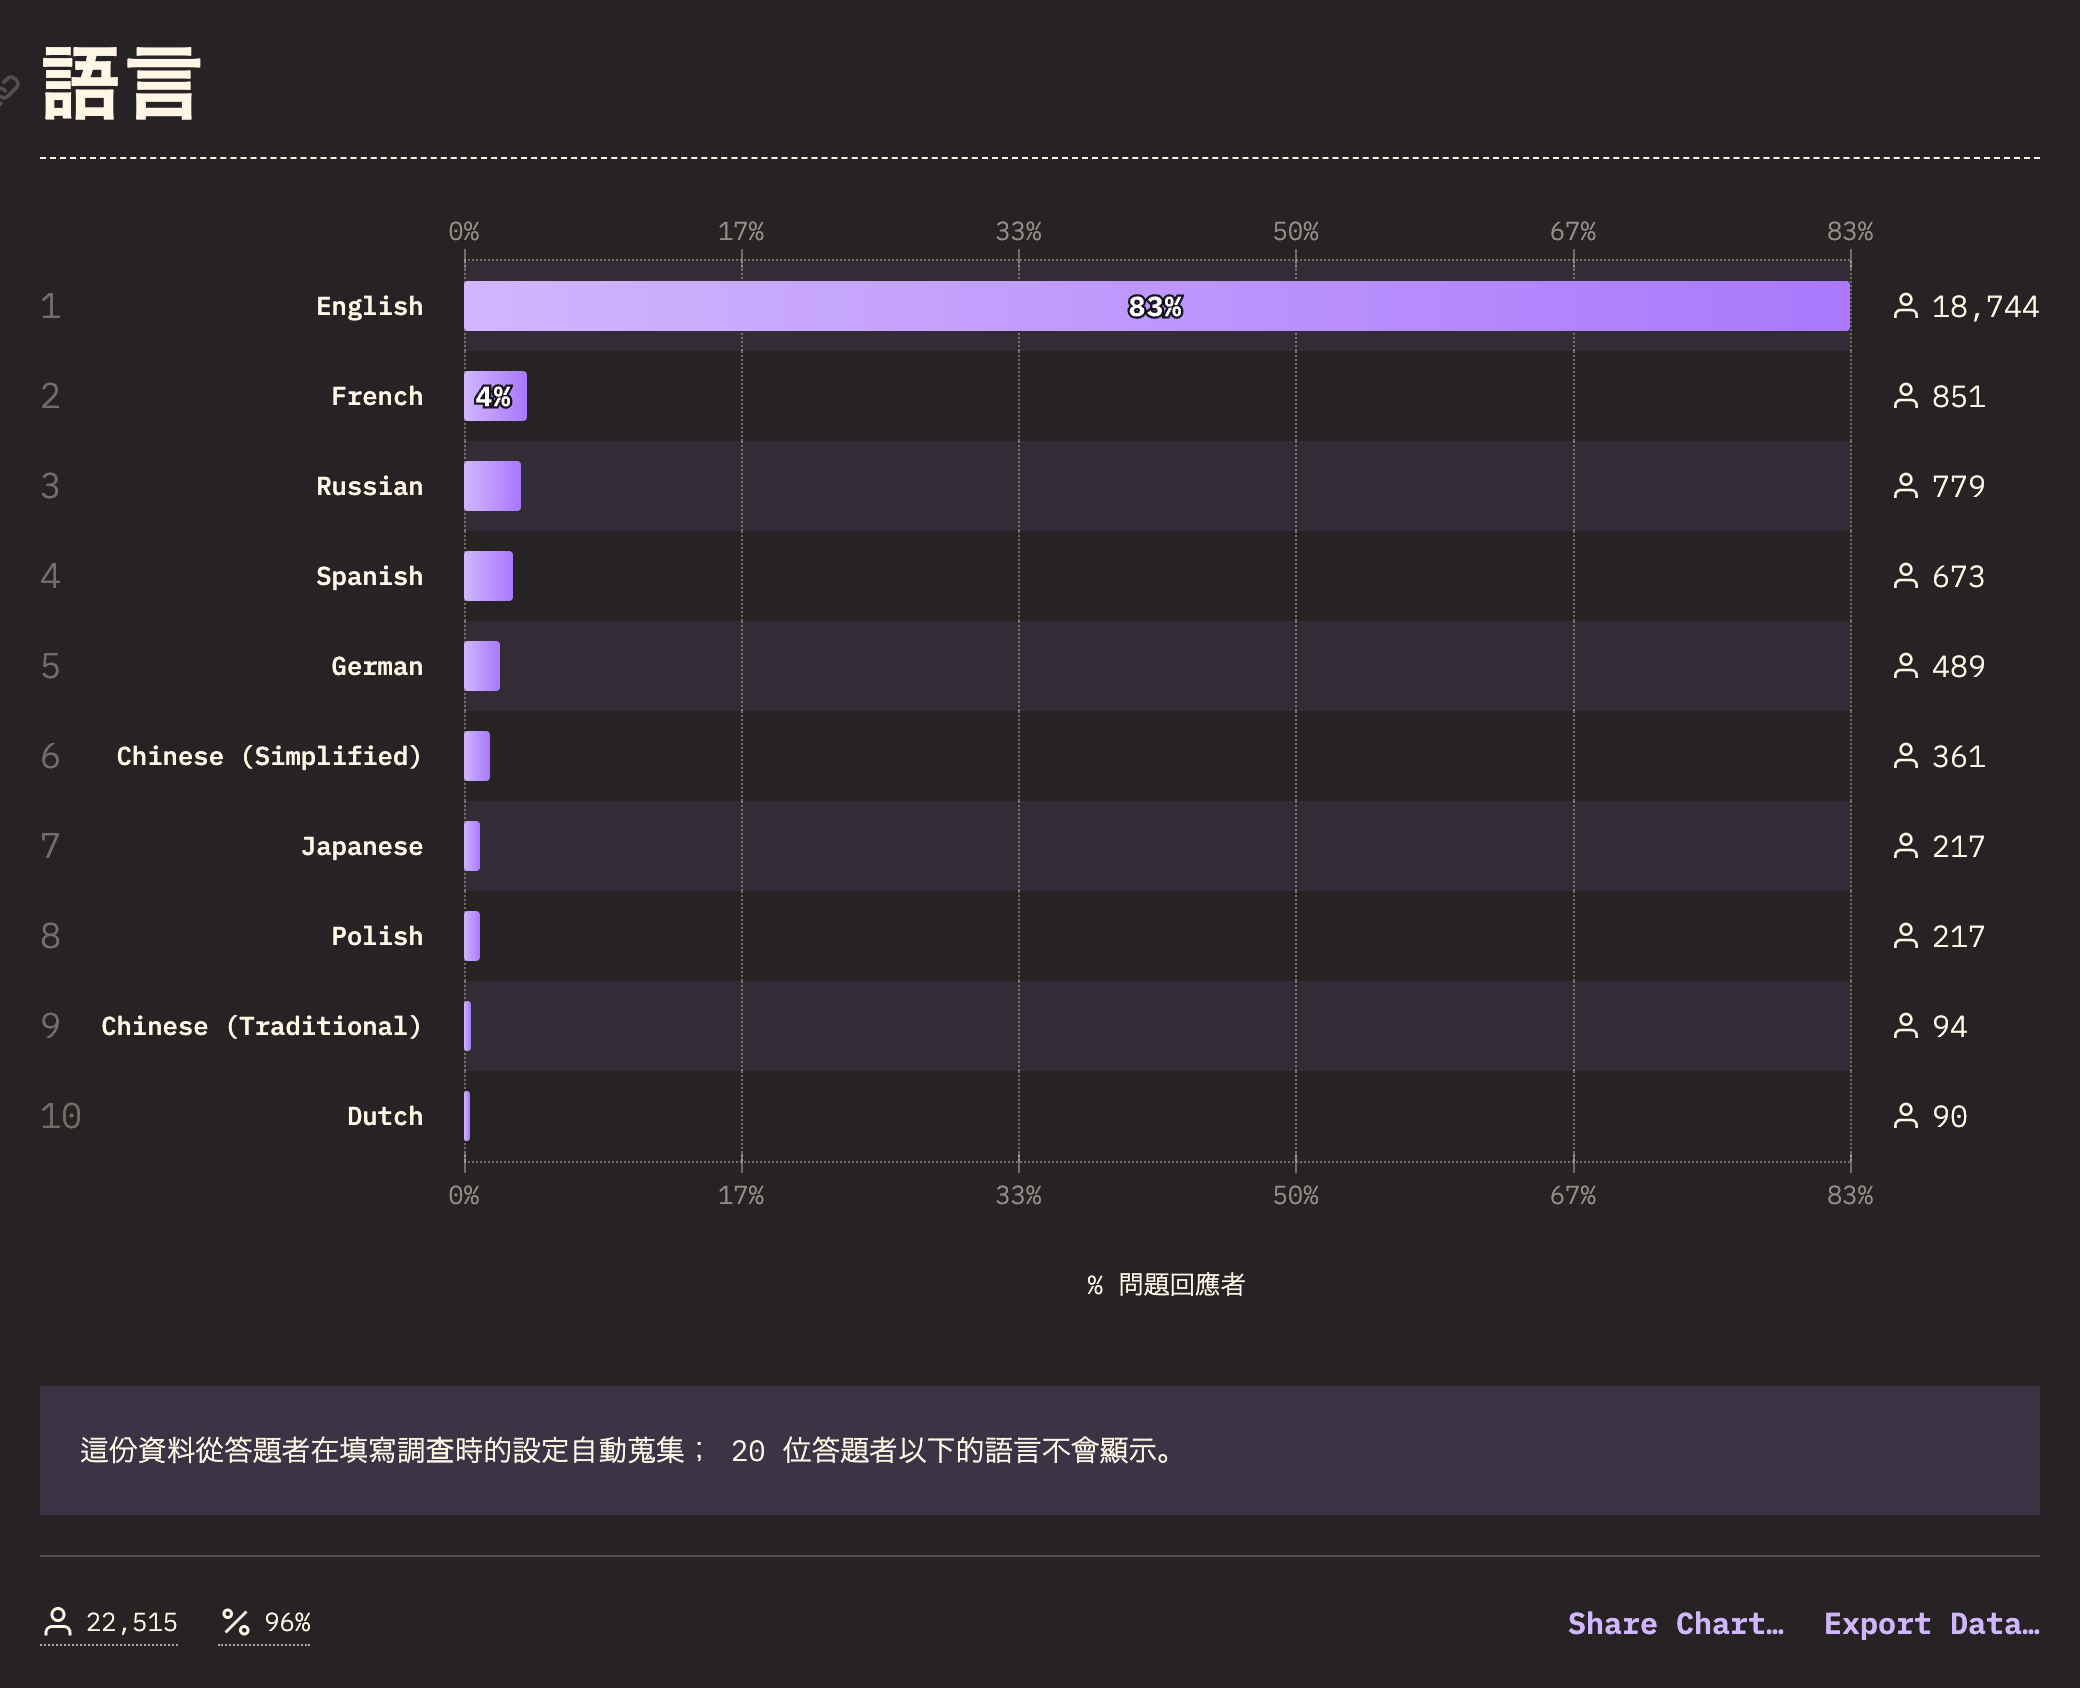 語言
0% 17% 33% 50% 67% 83%
1 English 83% 18,744
2 French 4% 851
3 Russian 779
4 Spanish 673
5 German 489
6 Chinese (Simplified) 361
7 Japanese 217
8 Polish 217
9 Chinese (Traditional) 94
10 Dutch 90
0% 17% 33% 50% 67% 83%
% 問題回應者
這份資料從答題者在填寫調查時的設定自動蒐集； 20 位答題者以下的語言不會顯示。
22,515 96% Share Chart… Export Data…